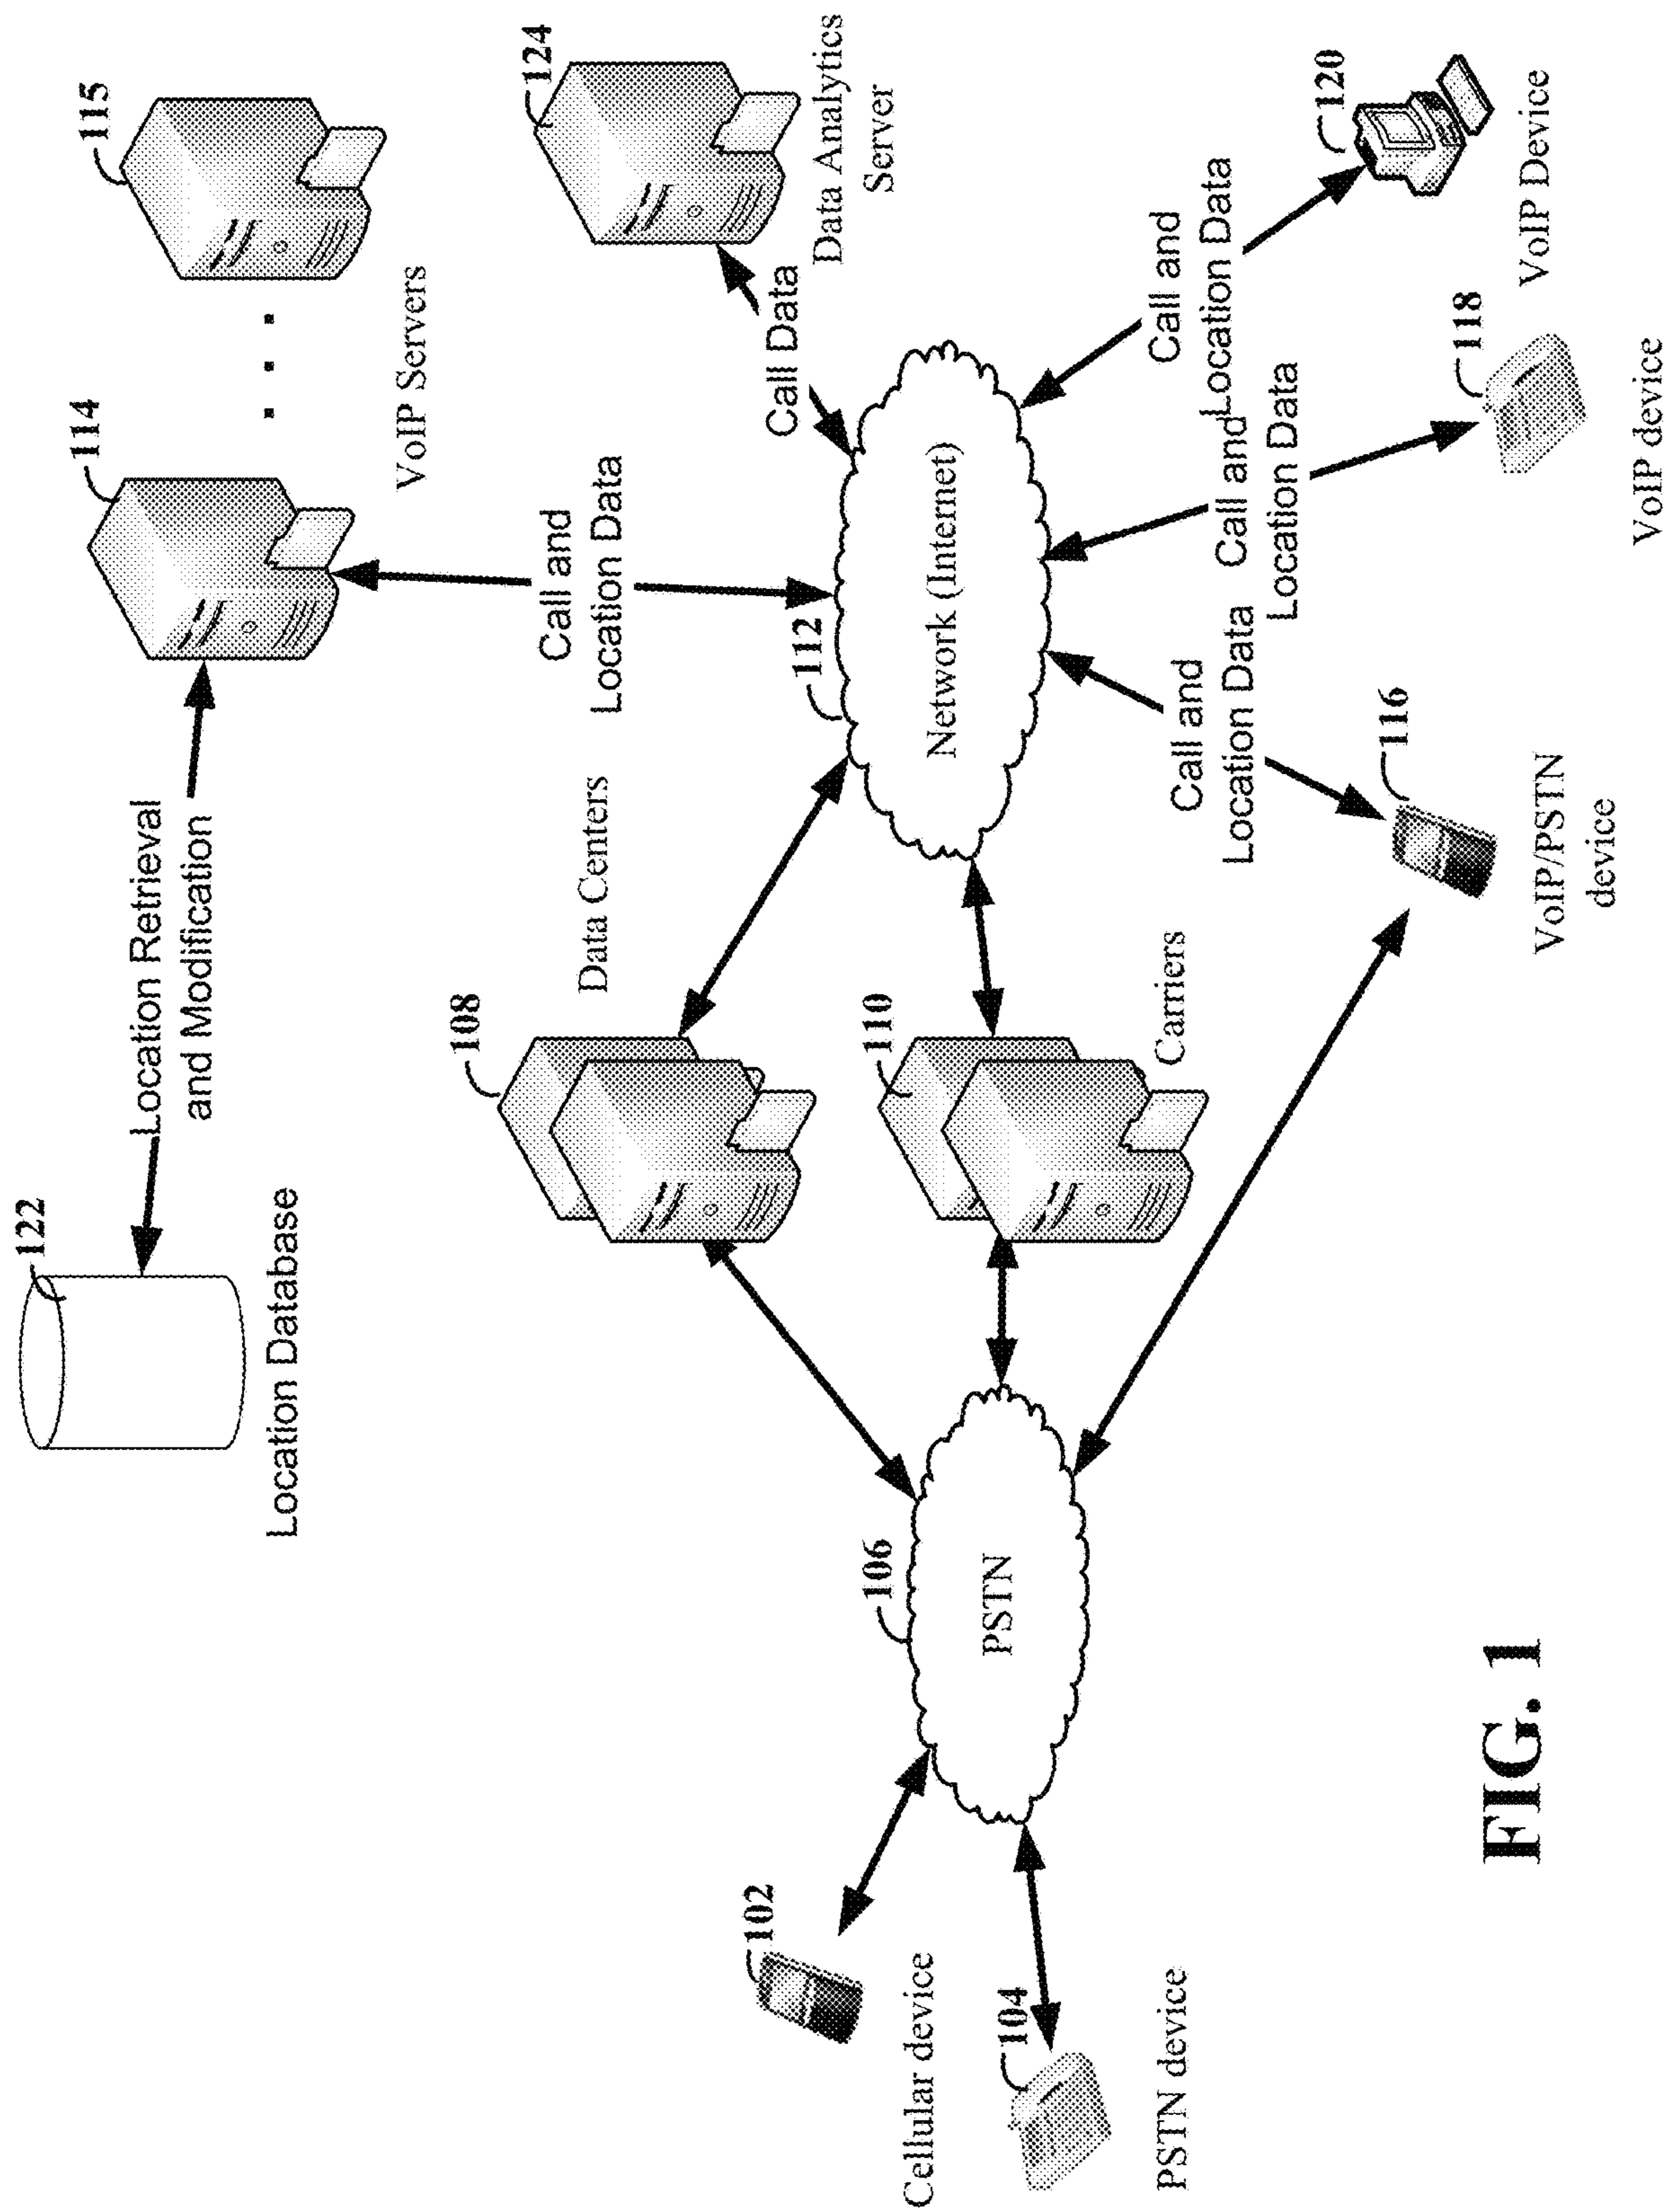 122
Location Database
Location Retrieval
and Modification
114
115
VoIP Servers
108
Data Centers
Call and
Location Data
124
Data Analytics
Server
Call Data
102
Cellular device
104
PSTN device
106
PSTN
110
Carriers
112
Network (Internet)
Call and
Location Data
116
VoIP/PSTN
device
Call and
Location Data
118
VoIP device
Call and
Location Data
120
VoIP Device
FIG. 1